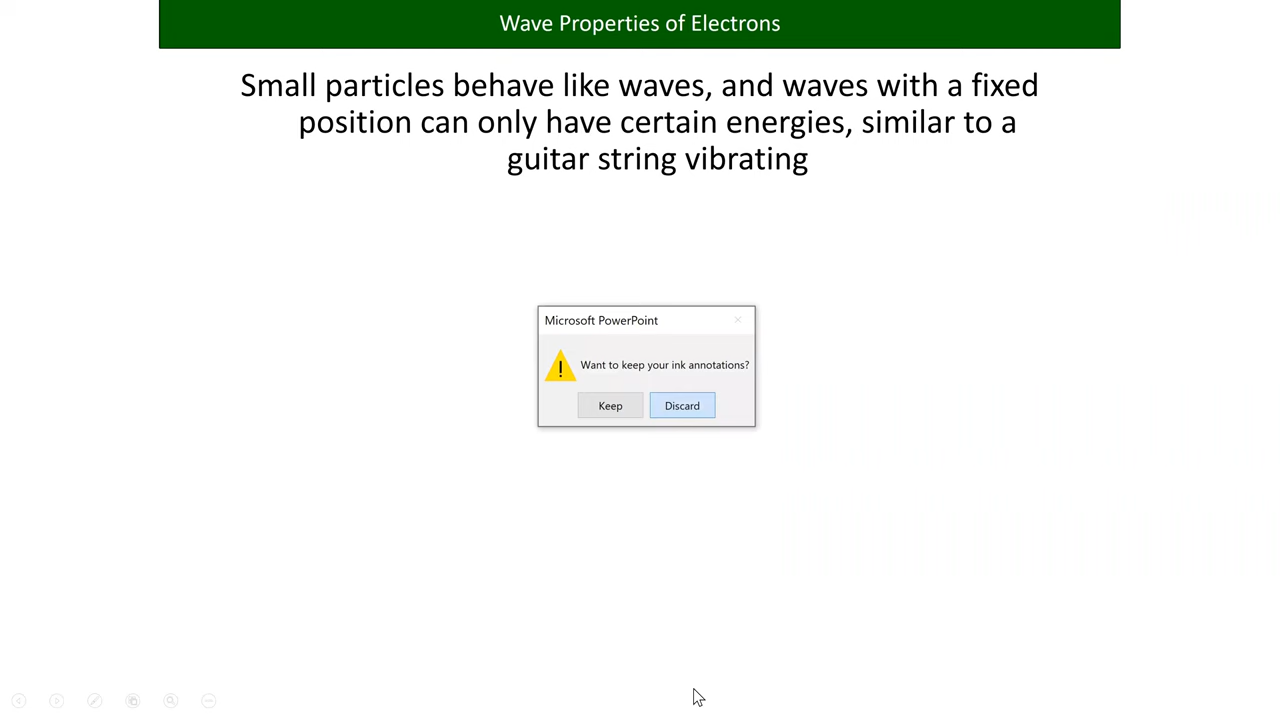 Wave Properties of Electrons
Small particles behave like waves, and waves with a fixed
position can only have certain energies, similar to a
guitar string vibrating
Microsoft PowerPoint
Want to keep your ink annotations?
Keep Discard